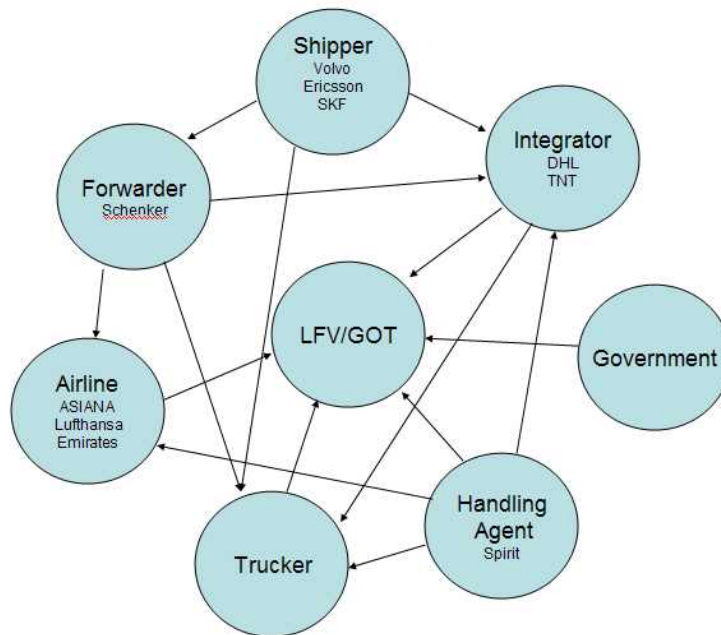 Shipper
Volvo
Ericsson
SKF
Integrator
DHL
TNT
Forwarder
Schenker
LFV/GOT
Government
Airline
ASIANA
Lufthansa
Emirates
Handling
Agent
Spirit
Trucker